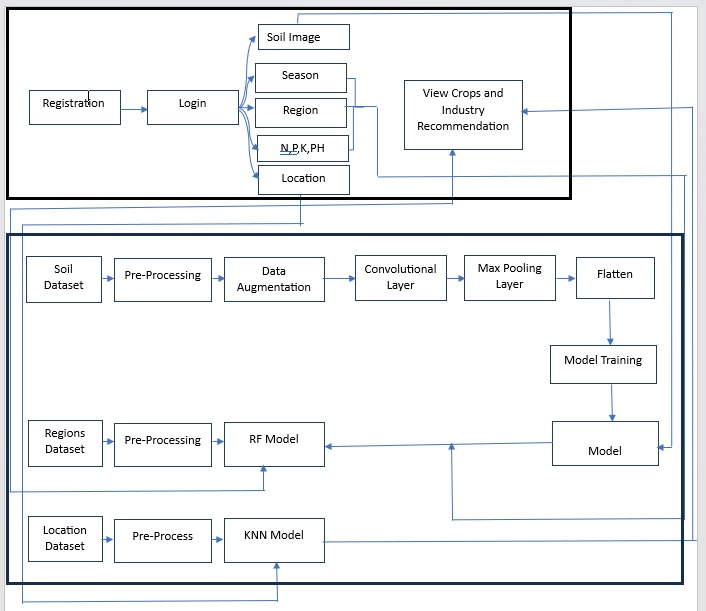 Soil Image
Season
Registration
Login
Region
N,P,K,PH
Location
View Crops and
Industry
Recommendation
Soil
Dataset
Pre-Processing
Data
Augmentation
Convolutional
Layer
Max Pooling
Layer
Flatten
Model Training
Regions
Dataset
Pre-Processing
RF Model
Model
Location
Dataset
Pre-Process
KNN Model